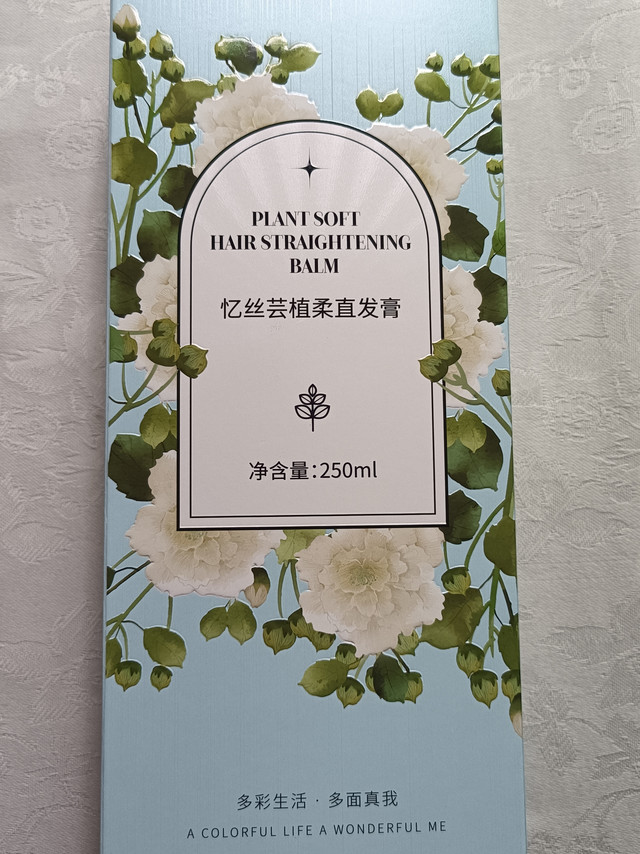 PLANT SOFT
HAIR STRAIGHTENING
BALM
忆丝芸植柔直发膏
净含量:250ml
多彩生活 · 多面真我
A COLORFUL LIFE A WONDERFUL ME